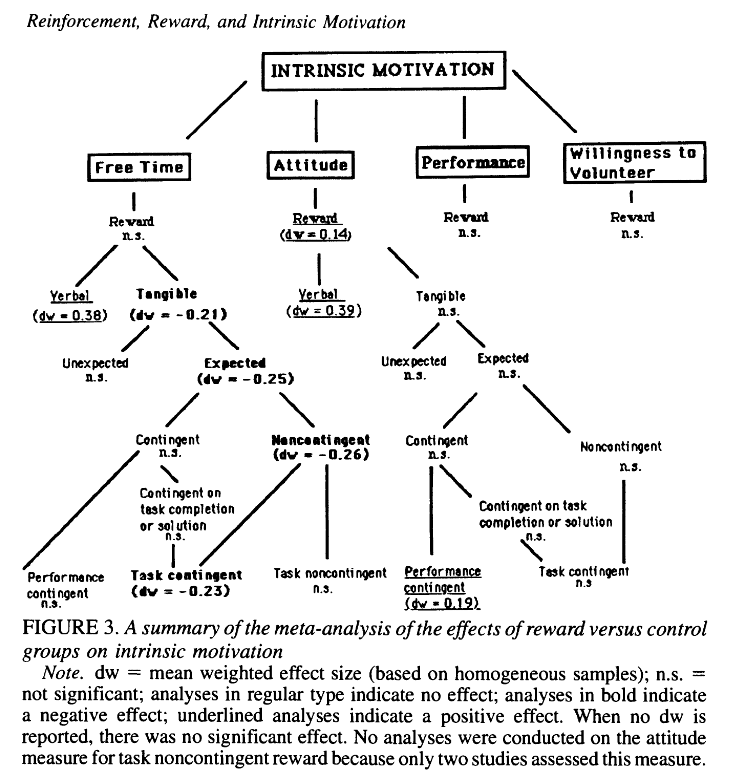 Reinforcement, Reward, and Intrinsic Motivation
INTRINSIC MOTIVATION
Free Time
Attitude
Performance
Willingness to
Volunteer
Reward
n.s.
Reward
(dw = 0.14)
Reward
n.s.
Reward
n.s.
Verbal
(dw = 0.38)
Tangible
(dw = -0.21)
Verbal
(dw = 0.39)
Tangible
n.s.
Unexpected
n.s.
Expected
(dw = -0.25)
Unexpected
n.s.
Expected
n.s.
Contingent
n.s.
Noncontingent
(dw = -0.26)
Contingent
n.s.
Noncontingent
n.s.
Contingent on
task completion
or solution
n.s.
Contingent on task
completion or solution
n.s.
Performance
contingent
n.s.
Task contingent
(dw = -0.23)
Task noncontingent
n.s.
Performance
contingent
(dw = 0.19)
Task contingent
n.s
FIGURE 3. A summary of the meta-analysis of the effects of reward versus control
groups on intrinsic motivation
Note. dw = mean weighted effect size (based on homogeneous samples); n.s. =
not significant; analyses in regular type indicate no effect; analyses in bold indicate
a negative effect; underlined analyses indicate a positive effect. When no dw is
reported, there was no significant effect. No analyses were conducted on the attitude
measure for task noncontingent reward because only two studies assessed this measure.